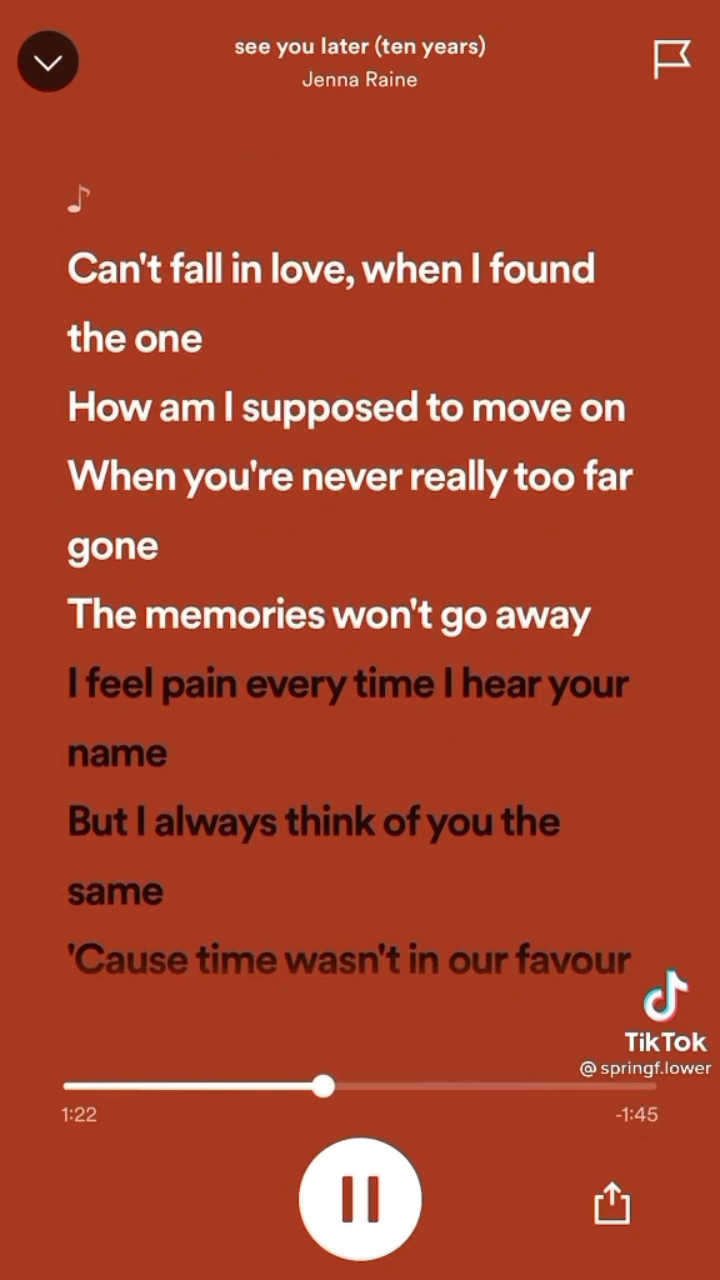 see you later (ten years)
Jenna Raine
Can't fall in love, when I found
the one
How am I supposed to move on
When you're never really too far
gone
The memories won't go away
I feel pain every time I hear your
name
But I always think of you the
same
'Cause time wasn't in our favour
TikTok
@springf.lower
1:22
-1:45